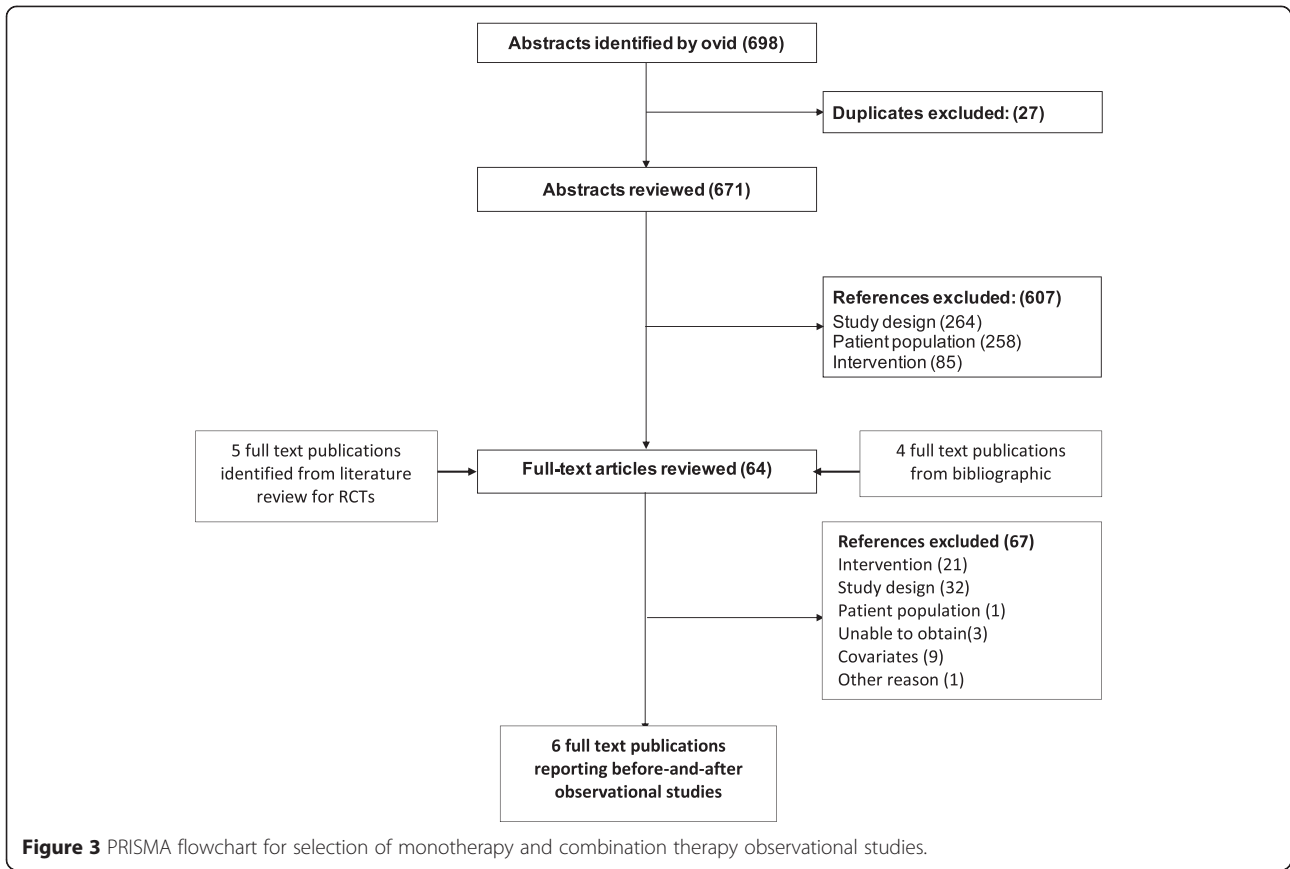 Abstracts identified by ovid (698)
Duplicates excluded: (27)
Abstracts reviewed (671)
References excluded: (607)
Study design (264)
Patient population (258)
Intervention (85)
5 full text publications
identified from literature
review for RCTs
Full-text articles reviewed (64)
4 full text publications
from bibliographic
References excluded (67)
Intervention (21)
Study design (32)
Patient population (1)
Unable to obtain(3)
Covariates (9)
Other reason (1)
6 full text publications
reporting before-and-after
observational studies
Figure 3 PRISMA flowchart for selection of monotherapy and combination therapy observational studies.